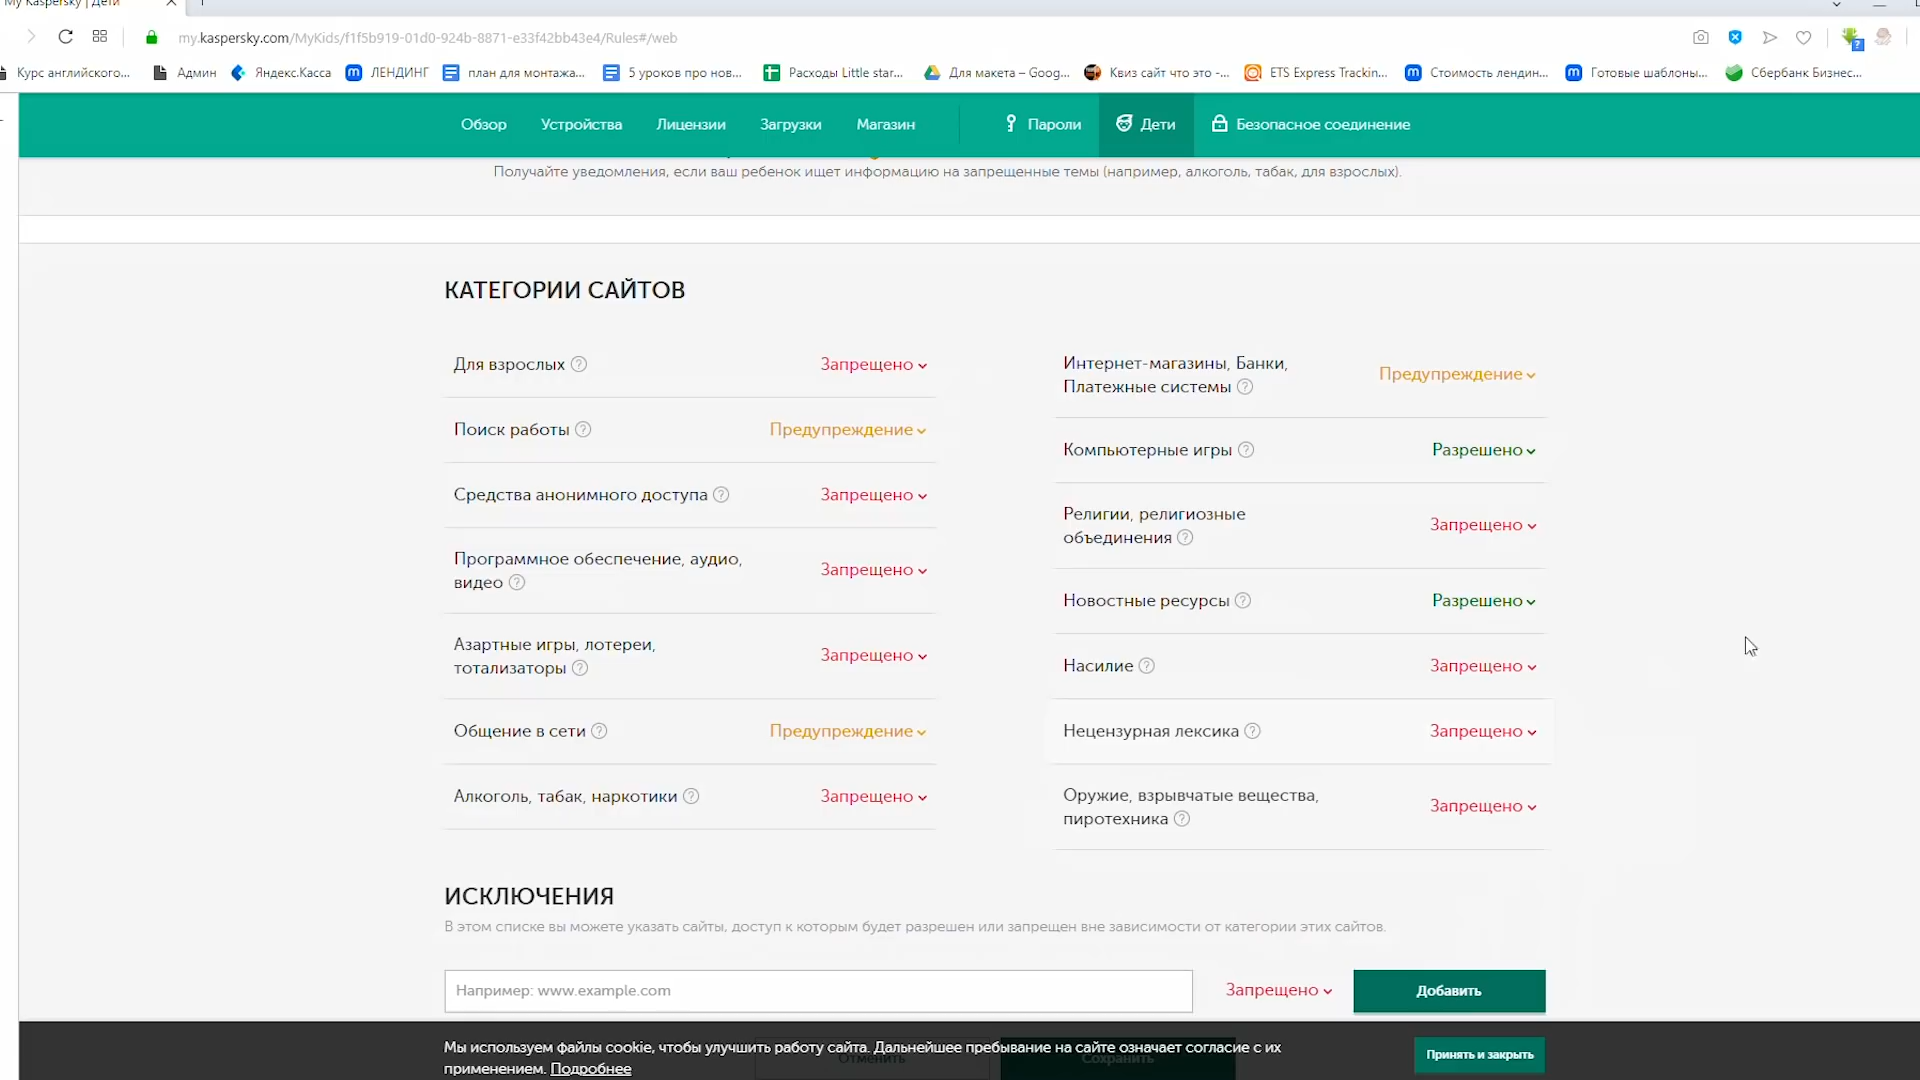 My Kaspersky | Дети
my.kaspersky.com/MyKids/f1f5b919-01d0-924b-8871-e33f42bb43e4/Rules#/web
Курс английского... Админ Яндекс.Касса ЛЕНДИНГ план для монтажа... 5 уроков про нов... Расходы Little star... Для макета – Goog... Квиз сайт что это -... ETS Express Trackin... Стоимость лендин... Готовые шаблоны... Сбербанк Бизнес...
Обзор Устройства Лицензии Загрузки Магазин Пароли Дети Безопасное соединение
Получайте уведомления, если ваш ребенок ищет информацию на запрещенные темы (например, алкоголь, табак, для взрослых).
КАТЕГОРИИ САЙТОВ
Для взрослых ? Запрещено
Поиск работы ? Предупреждение
Средства анонимного доступа ? Запрещено
Программное обеспечение, аудио,
видео ? Запрещено
Азартные игры, лотереи,
тотализаторы ? Запрещено
Общение в сети ? Предупреждение
Алкоголь, табак, наркотики ? Запрещено
Интернет-магазины, Банки,
Платежные системы ? Предупреждение
Компьютерные игры ? Разрешено
Религии, религиозные
объединения ? Запрещено
Новостные ресурсы ? Разрешено
Насилие ? Запрещено
Нецензурная лексика ? Запрещено
Оружие, взрывчатые вещества,
пиротехника ? Запрещено
ИСКЛЮЧЕНИЯ
В этом списке вы можете указать сайты, доступ к которым будет разрешен или запрещен вне зависимости от категории этих сайтов.
Например: www.example.com Запрещено Добавить
Мы используем файлы cookie, чтобы улучшить работу сайта. Дальнейшее пребывание на сайте означает согласие с их
применением. Подробнее
Отменить Сохранить
Принять и закрыть